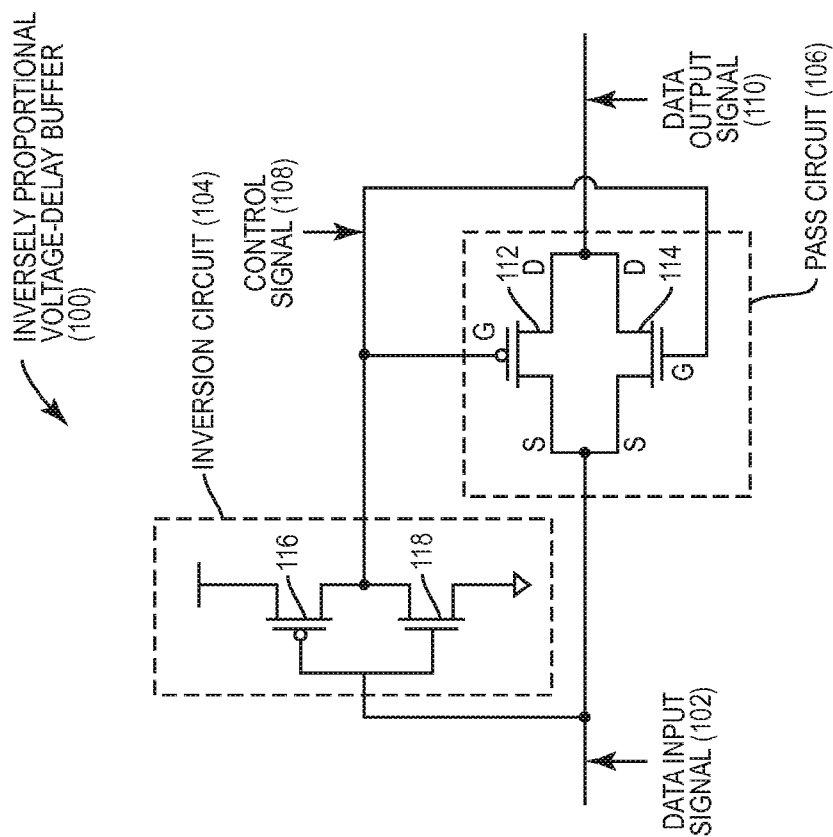 INVERSELY PROPORTIONAL
VOLTAGE-DELAY BUFFER
(100)
INVERSION CIRCUIT (104)
CONTROL
SIGNAL (108)
116
118
G
112
D
S
D
S
114
G
DATA
OUTPUT
SIGNAL
(110)
DATA INPUT
SIGNAL (102)
PASS CIRCUIT (106)